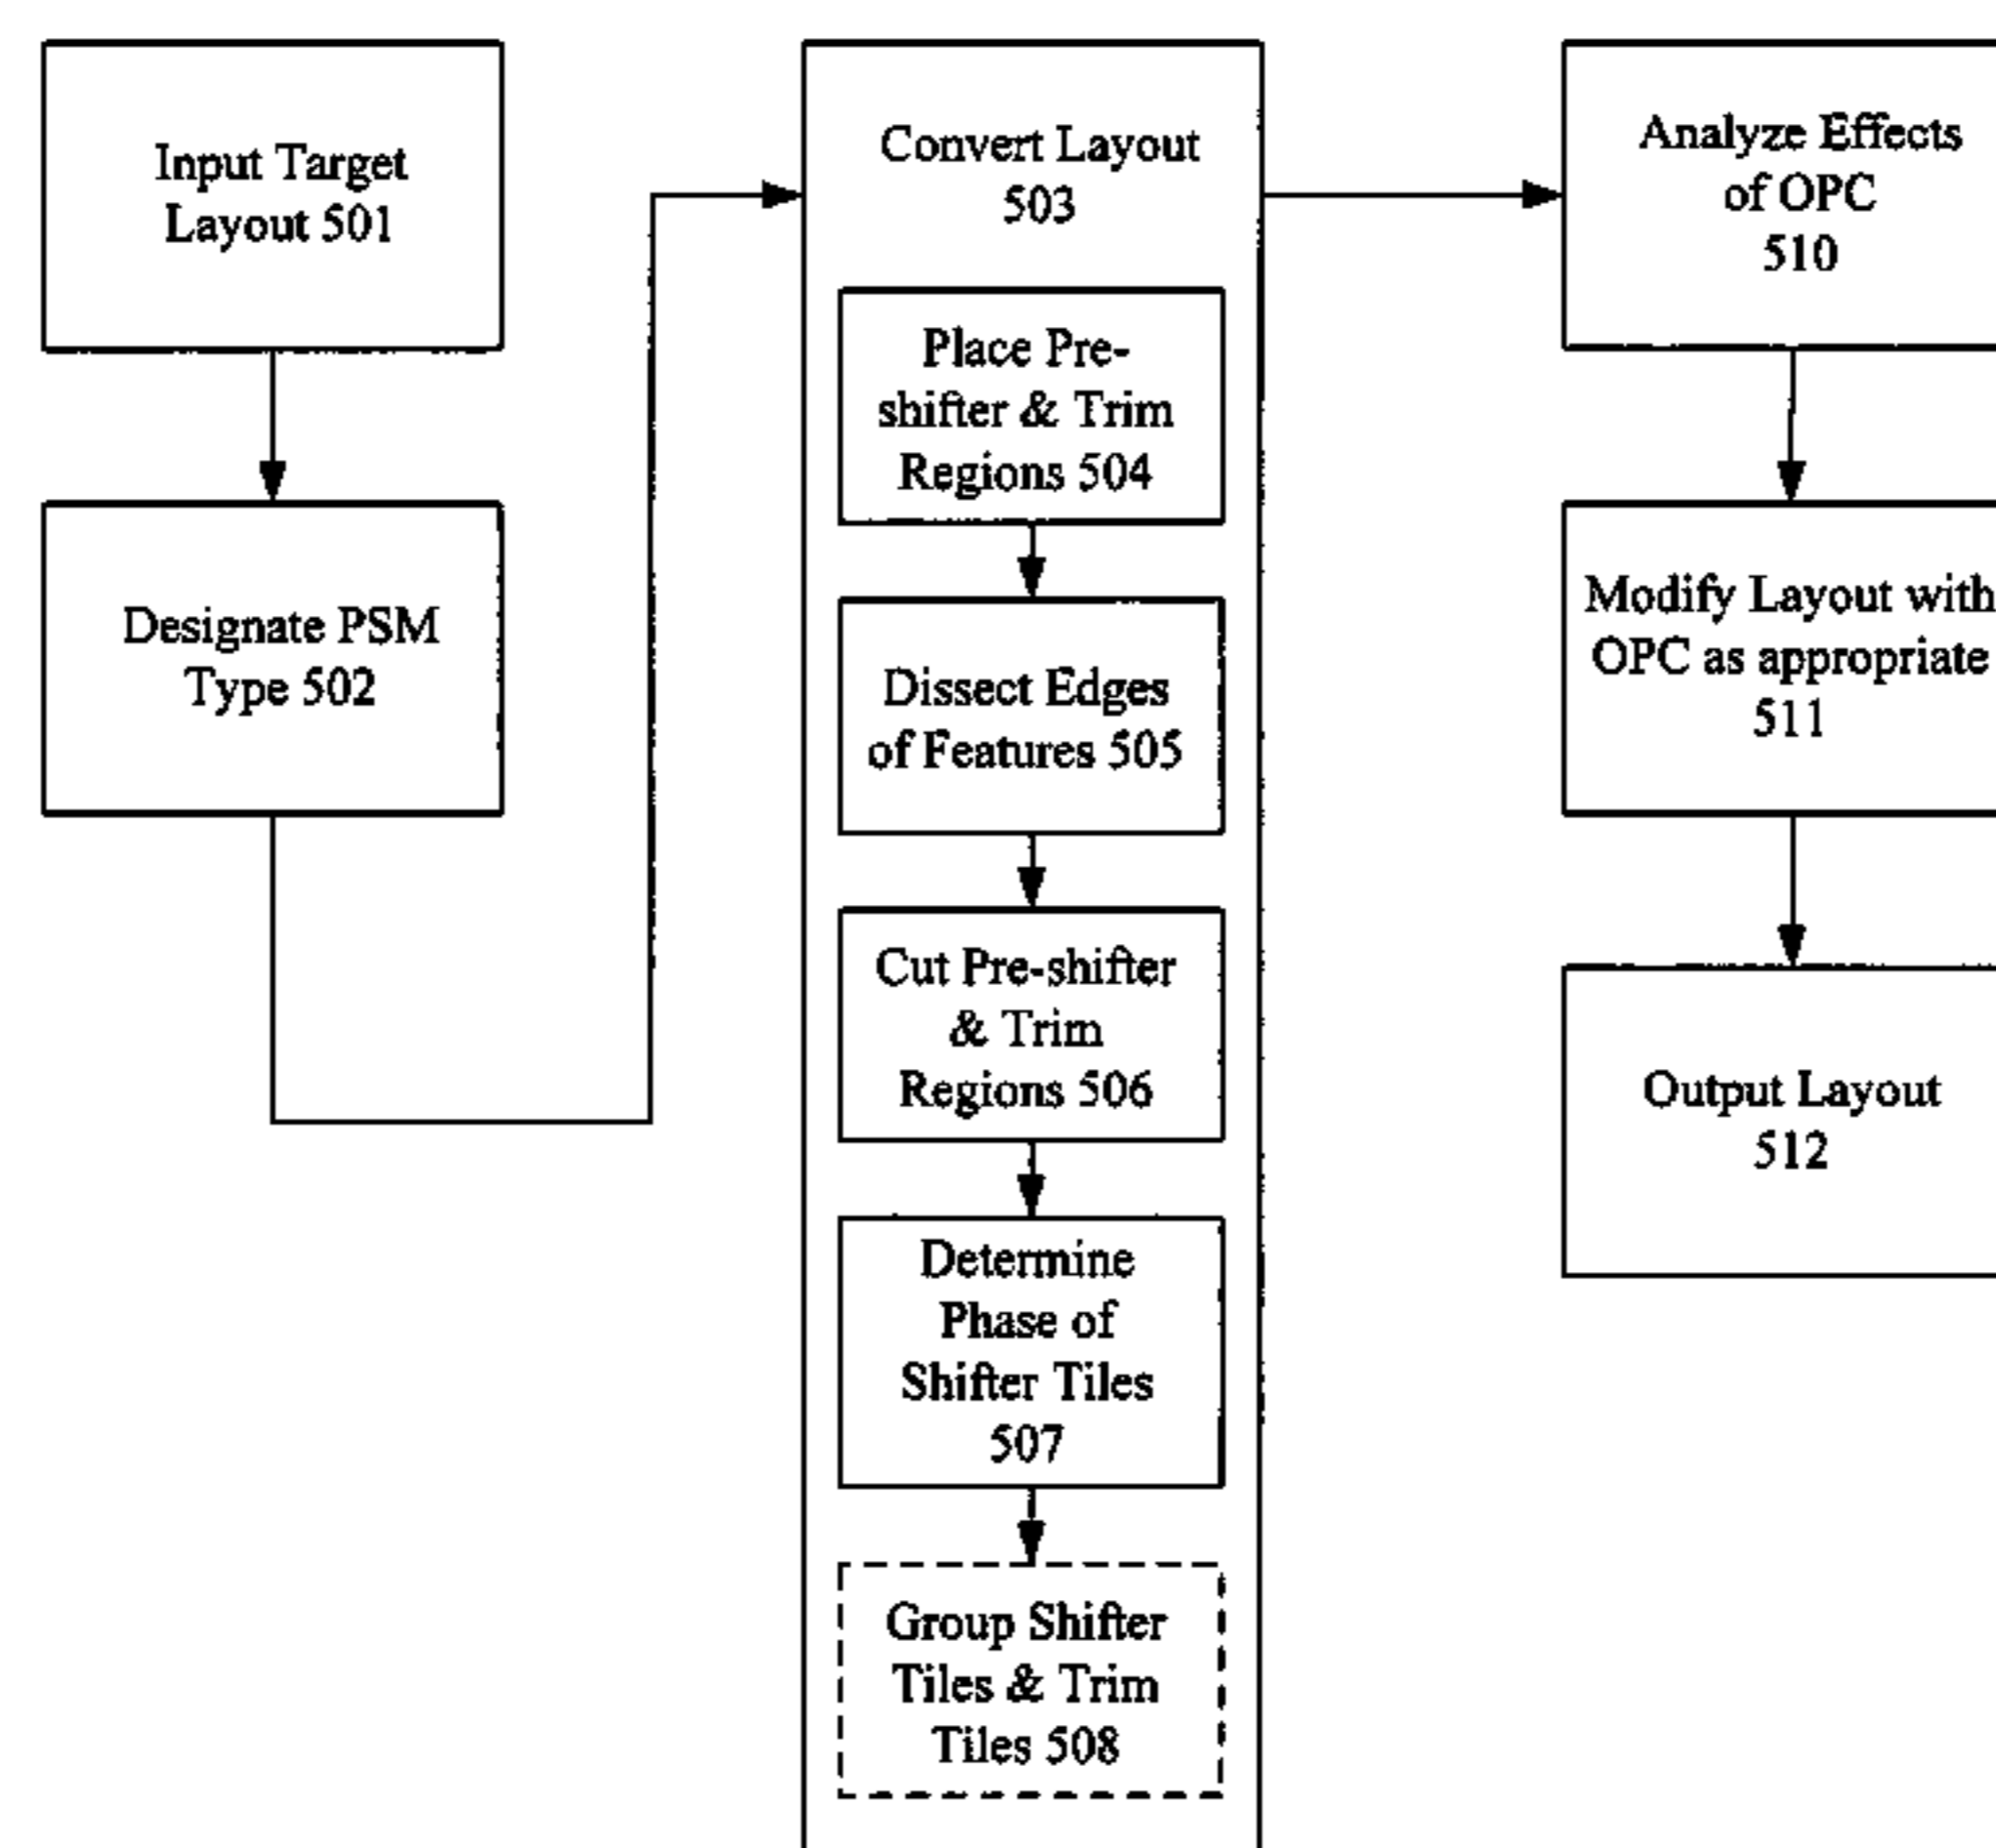 Input Target
Layout 501
Designate PSM
Type 502
Convert Layout
503
Place Pre-
shifter & Trim
Regions 504
Dissect Edges
of Features 505
Cut Pre-shifter
& Trim
Regions 506
Determine
Phase of
Shifter Tiles
507
Group Shifter
Tiles & Trim
Tiles 508
Analyze Effects
of OPC
510
Modify Layout with
OPC as appropriate
511
Output Layout
512